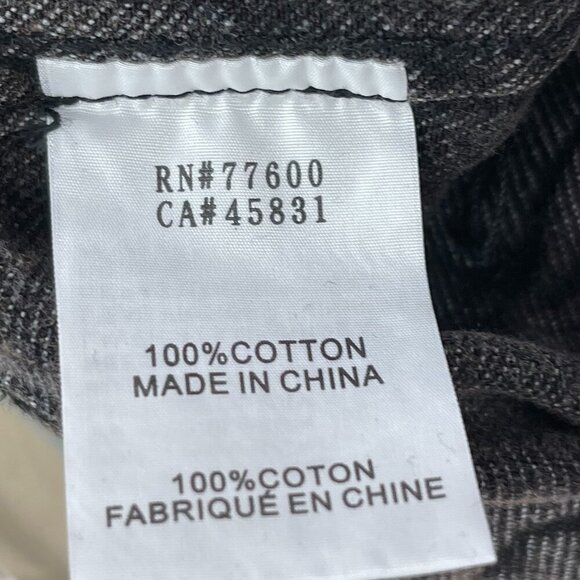 RN#77600
CA#45831
100%COTTON
MADE IN CHINA
100%COTON
FABRIQUÉ EN CHINE